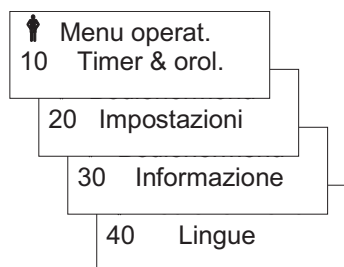 Menu operat.
10 Timer & orol.
20 Impostazioni
30 Informazione
40 Lingue